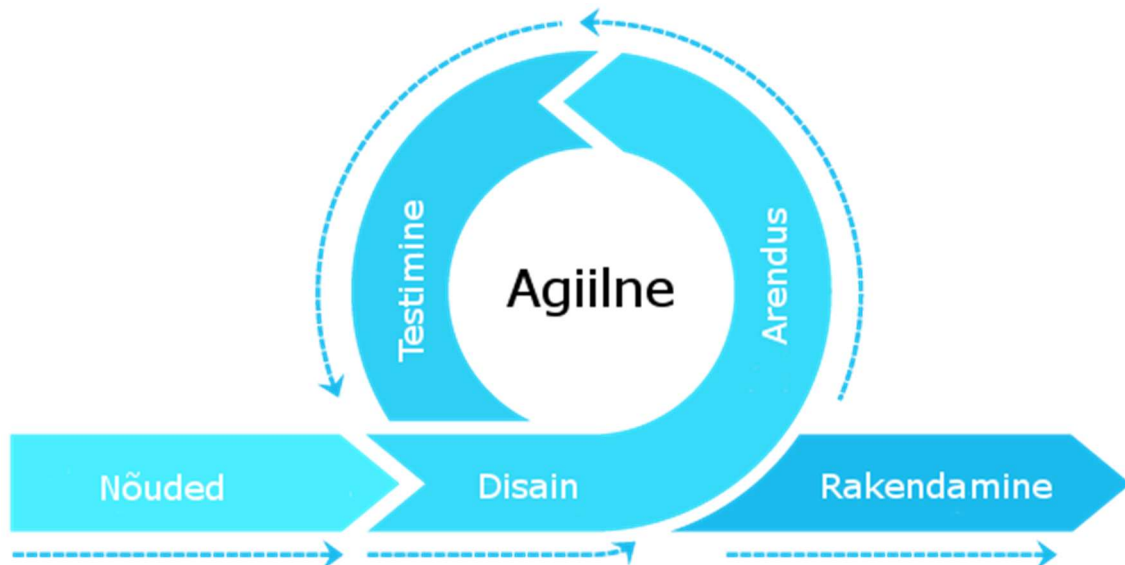 Testimine
Agiilne
Arendus
Nõuded
Disain
Rakendamine